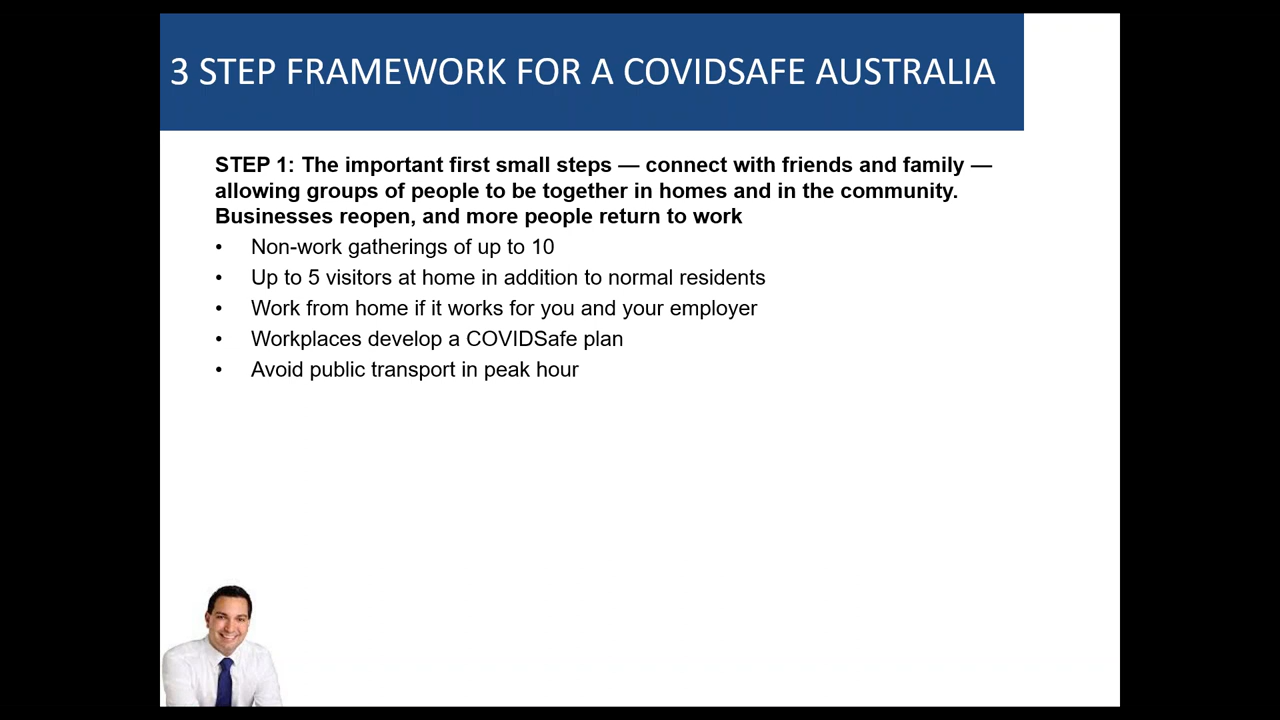 3 STEP FRAMEWORK FOR A COVIDSAFE AUSTRALIA
STEP 1: The important first small steps — connect with friends and family —
allowing groups of people to be together in homes and in the community.
Businesses reopen, and more people return to work
• Non-work gatherings of up to 10
• Up to 5 visitors at home in addition to normal residents
• Work from home if it works for you and your employer
• Workplaces develop a COVIDSafe plan
• Avoid public transport in peak hour